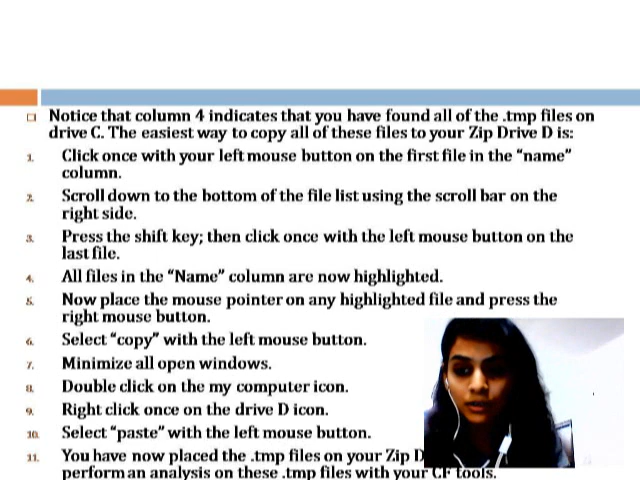 Notice that column 4 indicates that you have found all of the .tmp files on
drive C. The easiest way to copy all of these files to your Zip Drive D is:
1. Click once with your left mouse button on the first file in the “name”
column.
2. Scroll down to the bottom of the file list using the scroll bar on the
right side.
3. Press the shift key; then click once with the left mouse button on the
last file.
4. All files in the “Name” column are now highlighted.
5. Now place the mouse pointer on any highlighted file and press the
right mouse button.
6. Select “copy” with the left mouse button.
7. Minimize all open windows.
8. Double click on the my computer icon.
9. Right click once on the drive D icon.
10. Select “paste” with the left mouse button.
11. You have now placed the .tmp files on your Zip D
perform an analysis on these .tmp files with your CF tools.